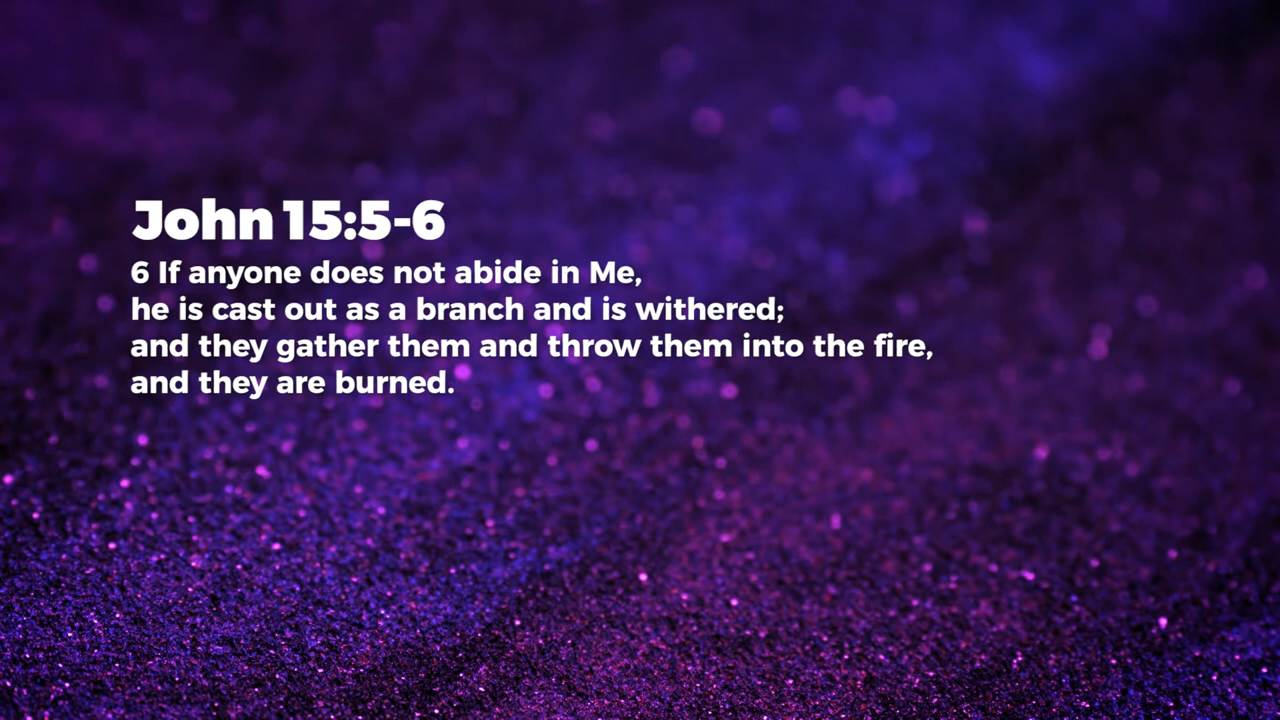 John 15:5-6
6 If anyone does not abide in Me,
he is cast out as a branch and is withered;
and they gather them and throw them into the fire,
and they are burned.